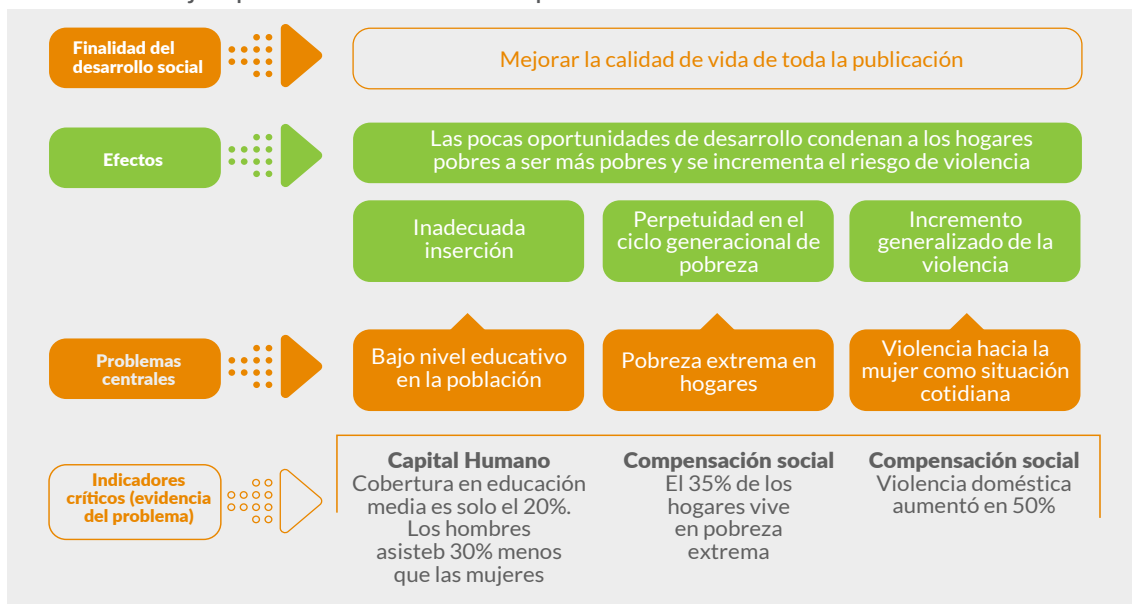 Finalidad del
desarrollo social
Mejorar la calidad de vida de toda la publicación
Efectos
Las pocas oportunidades de desarrollo condenan a los hogares
pobres a ser más pobres y se incrementa el riesgo de violencia
Inadecuada
inserción
Perpetuidad en el
ciclo generacional de
pobreza
Incremento
generalizado de la
violencia
Problemas
centrales
Bajo nivel educativo
en la población
Pobreza extrema en
hogares
Violencia hacia la
mujer como situación
cotidiana
Indicadores
críticos (evidencia
del problema)
Capital Humano
Cobertura en educación
media es solo el 20%.
Los hombres
asisteb 30% menos
que las mujeres
Compensación social
El 35% de los
hogares vive
en pobreza
extrema
Compensación social
Violencia doméstica
aumentó en 50%